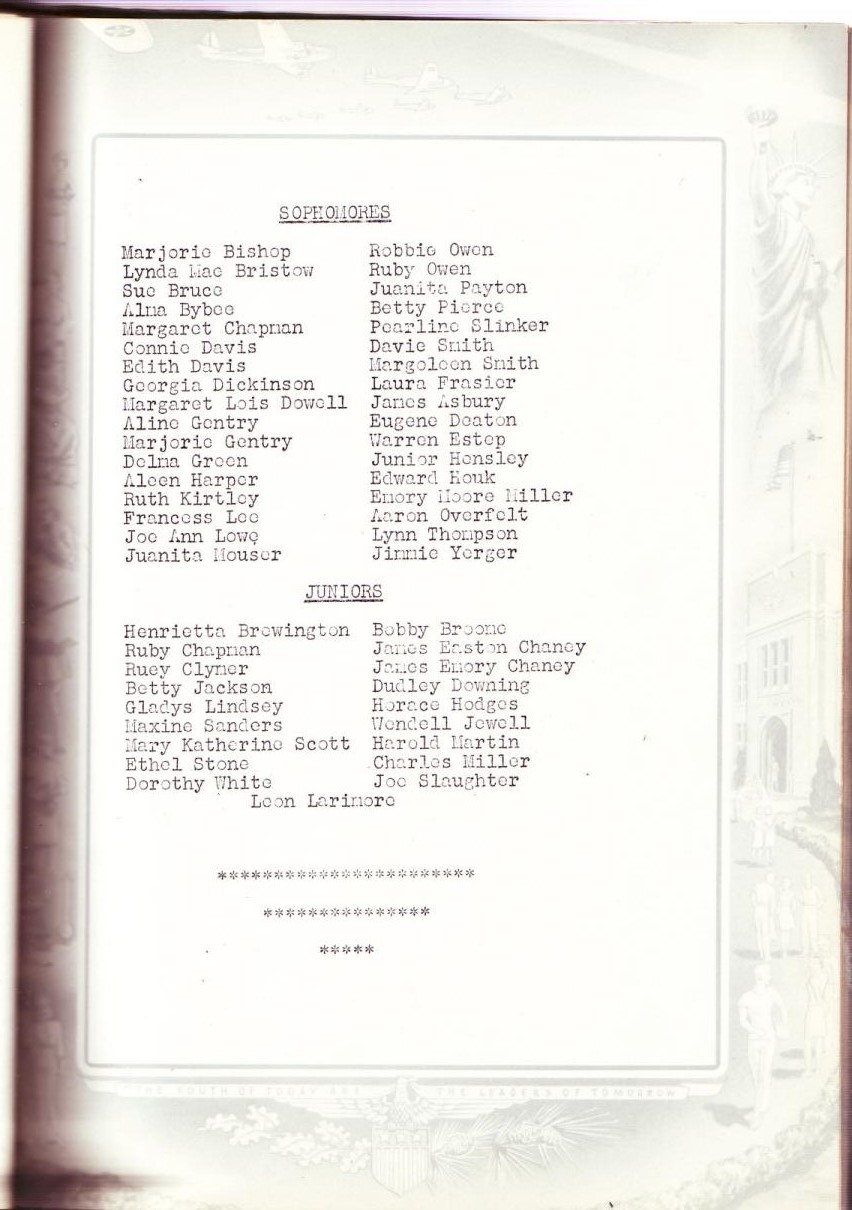 SOPHOMORES
Marjorie Bishop Robbie Owen
Lynda Mae Bristow Ruby Owen
Sue Bruce Juanita Payton
Alma Bybee Betty Pierce
Margaret Chapman Pearline Slinker
Connie Davis Davie Smith
Edith Davis Margeleen Smith
Georgia Dickinson Laura Frasier
Margaret Lois Dowell James Asbury
Aline Gentry Eugene Deaton
Marjorie Gentry Warren Estep
Delma Green Junior Hensley
Aleen Harper Edward Houk
Ruth Kirtley Emory Moore Miller
Francess Lee Aaron Overfelt
Joe Ann Lowe Lynn Thompson
Juanita Houser Jimmie Yerger
JUNIORS
Henrietta Brewington Bobby Broome
Ruby Chapman James Easton Chaney
Ruey Clymer James Emory Chaney
Betty Jackson Dudley Downing
Gladys Lindsey Horace Hodges
Maxine Sanders Wendell Jewell
Mary Katherine Scott Harold Martin
Ethel Stone Charles Miller
Dorothy White Joe Slaughter
Leon Larimore
***********************
***************
*****
THE YOUTH OF TODAY ARE THE LEADERS OF TOMORROW